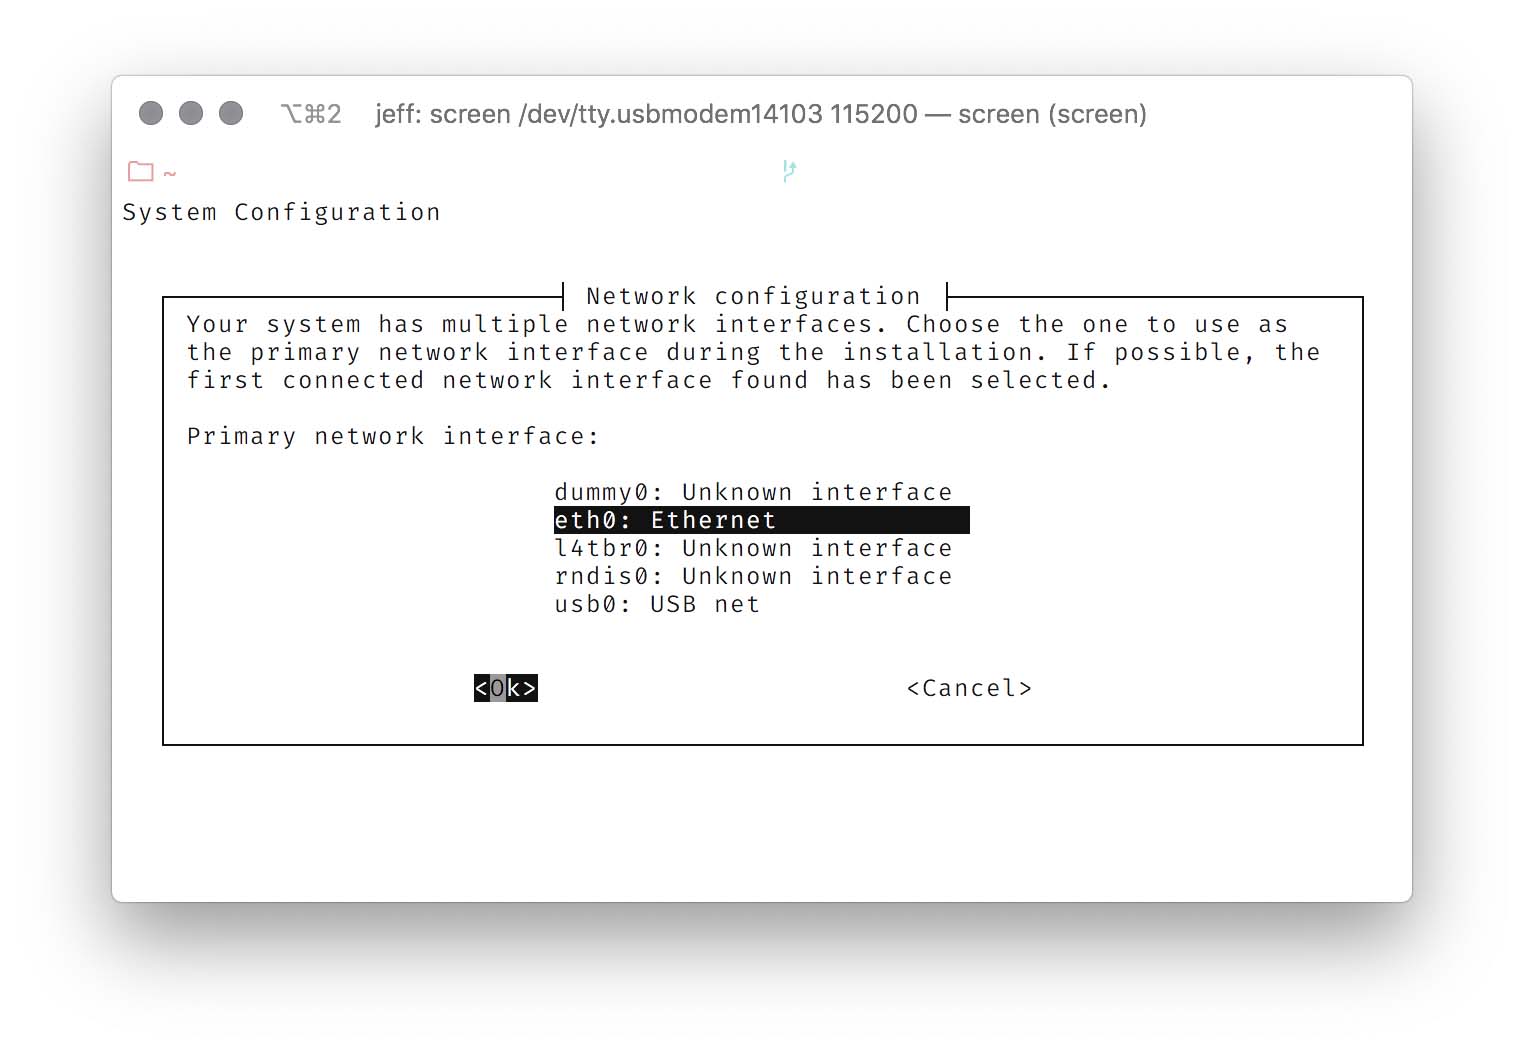 ⌥⌘2 jeff: screen /dev/tty.usbmodem14103 115200 — screen (screen)
~
System Configuration
Network configuration
Your system has multiple network interfaces. Choose the one to use as
the primary network interface during the installation. If possible, the
first connected network interface found has been selected.
Primary network interface:
dummy0: Unknown interface
eth0: Ethernet
l4tbr0: Unknown interface
rndis0: Unknown interface
usb0: USB net
<Ok> <Cancel>